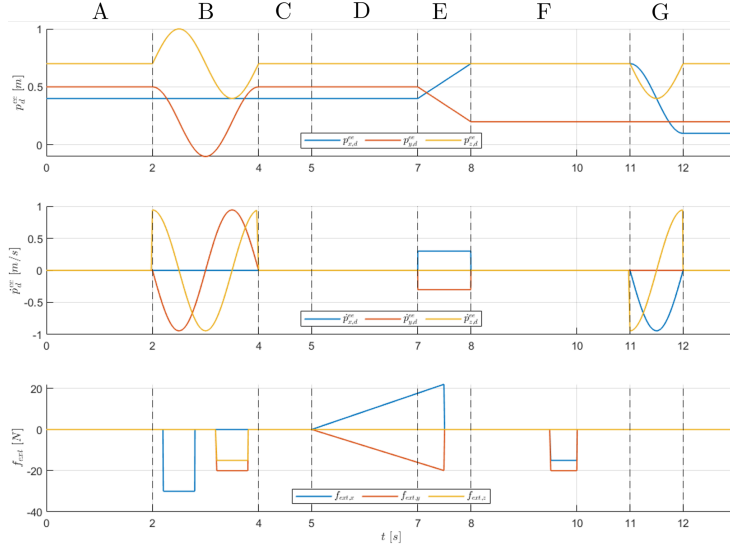 A B C D E F G
1
0.5
0
p_d^{ee} [m]
p_{x,d}^{ee} p_{y,d}^{ee} p_{z,d}^{ee}
0 2 4 5 7 8 10 11 12
1
0.5
0
-0.5
-1
ṗ_d^{ee} [m/s]
ṗ_{x,d}^{ee} ṗ_{y,d}^{ee} ṗ_{z,d}^{ee}
0 2 4 5 7 8 10 11 12
20
0
-20
-40
f_{ext} [N]
f_{ext,x} f_{ext,y} f_{ext,z}
0 2 4 5 7 8 10 11 12
t [s]